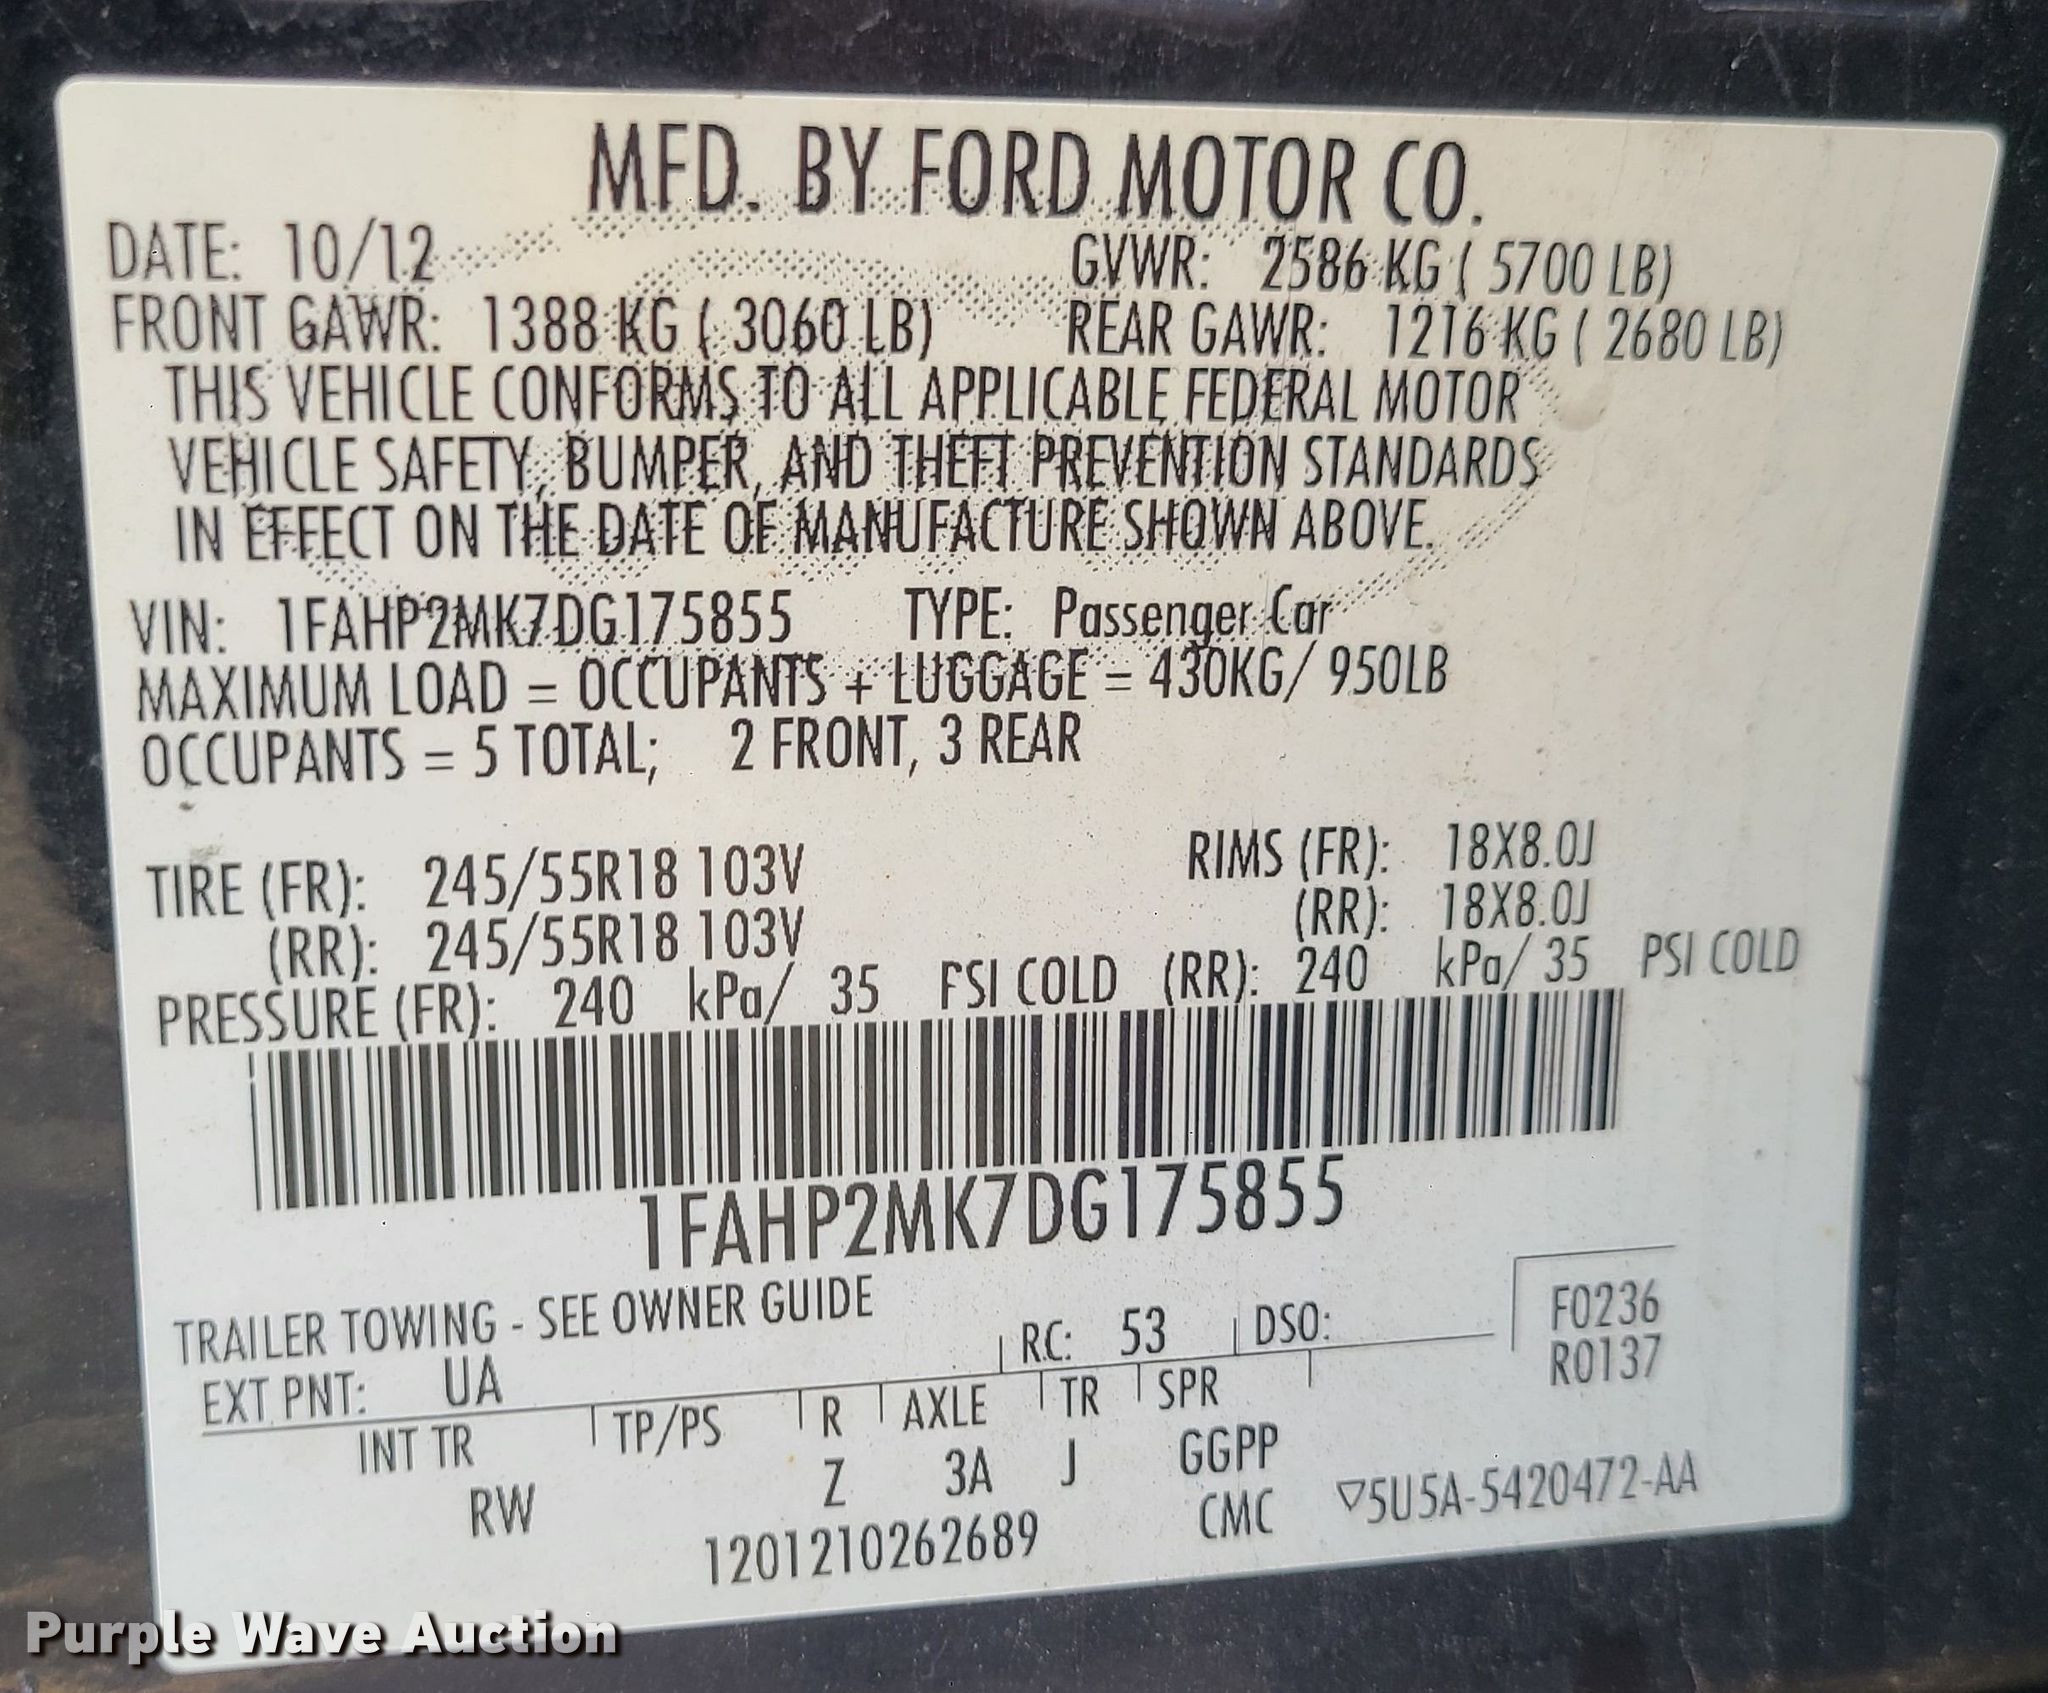 MFD. BY FORD MOTOR CO.
DATE: 10/12 GVWR: 2586 KG ( 5700 LB)
FRONT GAWR: 1388 KG ( 3060 LB) REAR GAWR: 1216 KG ( 2680 LB)
THIS VEHICLE CONFORMS TO ALL APPLICABLE FEDERAL MOTOR
VEHICLE SAFETY, BUMPER, AND THEFT PREVENTION STANDARDS
IN EFFECT ON THE DATE OF MANUFACTURE SHOWN ABOVE.
VIN: 1FAHP2MK7DG175855 TYPE: Passenger Car
MAXIMUM LOAD = OCCUPANTS + LUGGAGE = 430KG/ 950LB
OCCUPANTS = 5 TOTAL; 2 FRONT, 3 REAR
TIRE (FR): 245/55R18 103V RIMS (FR): 18X8.0J
(RR): 245/55R18 103V (RR): 18X8.0J
PRESSURE (FR): 240 kPa/ 35 PSI COLD (RR): 240 kPa/ 35 PSI COLD
1FAHP2MK7DG175855
TRAILER TOWING - SEE OWNER GUIDE
EXT PNT: UA RC: 53 DSO: F0236
R0137
INT TR TP/PS R AXLE TR SPR
RW Z 3A J GGPP
1201210262689 CMC ▽5U5A-5420472-AA
Purple Wave Auction